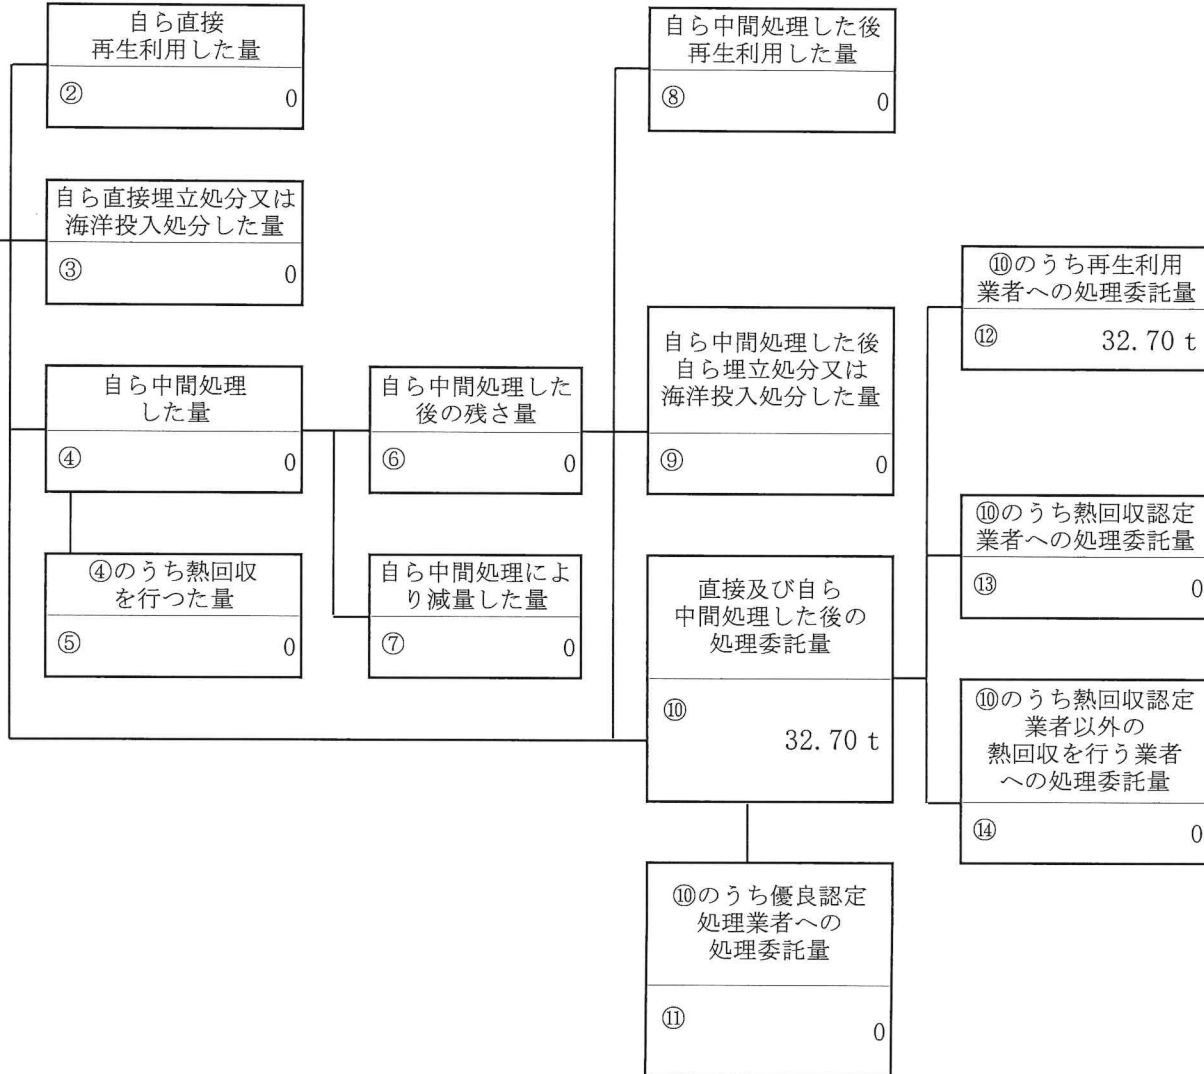 自ら直接
再生利用した量
② 0
自ら中間処理した後
再生利用した量
⑧ 0
自ら直接埋立処分又は
海洋投入処分した量
③ 0
⑩のうち再生利用
業者への処理委託量
⑫ 32.70 t
自ら中間処理した後
自ら埋立処分又は
海洋投入処分した量
⑨ 0
自ら中間処理
した量
④ 0
自ら中間処理した
後の残さ量
⑥ 0
⑩のうち熱回収認定
業者への処理委託量
⑬ 0
④のうち熱回収
を行つた量
⑤ 0
自ら中間処理によ
り減量した量
⑦ 0
直接及び自ら
中間処理した後の
処理委託量
⑩
32.70 t
⑩のうち熱回収認定
業者以外の
熱回収を行う業者
への処理委託量
⑭ 0
⑩のうち優良認定
処理業者への
処理委託量
⑪ 0